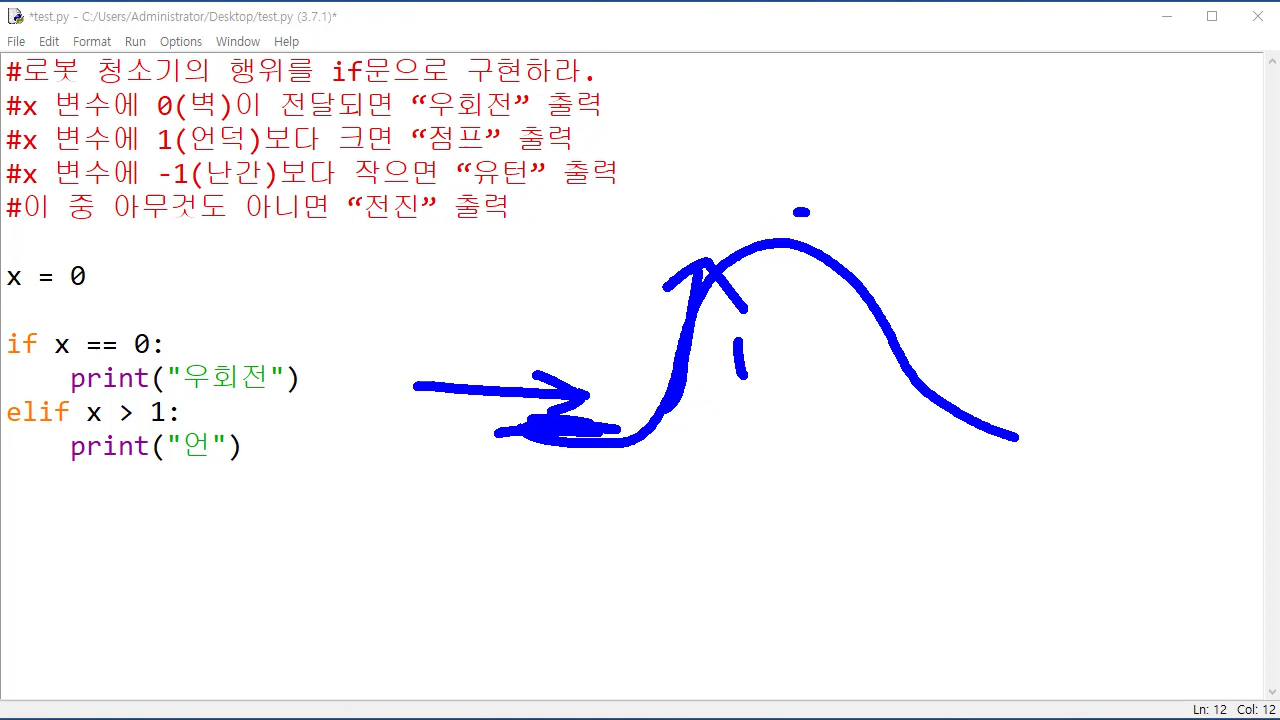 *test.py - C:/Users/Administrator/Desktop/test.py (3.7.1)*
File Edit Format Run Options Window Help
#로봇 청소기의 행위를 if문으로 구현하라.
#x 변수에 0(벽)이 전달되면 “우회전” 출력
#x 변수에 1(언덕)보다 크면 “점프” 출력
#x 변수에 -1(난간)보다 작으면 “유턴” 출력
#이 중 아무것도 아니면 “전진” 출력
x = 0
if x == 0:
    print("우회전")
elif x > 1:
    print("언")
Ln: 12 Col: 12